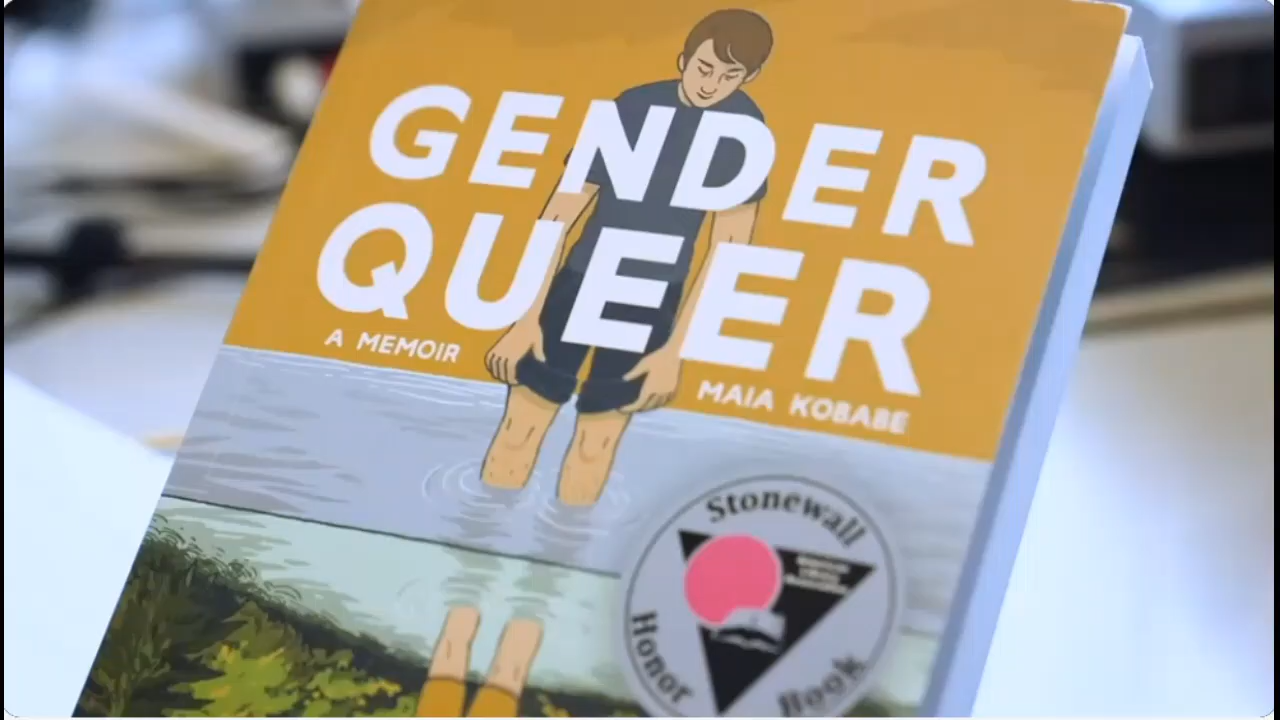 GENDER
QUEER
A MEMOIR
MAIA KOBABE
Stonewall
Honor
Book